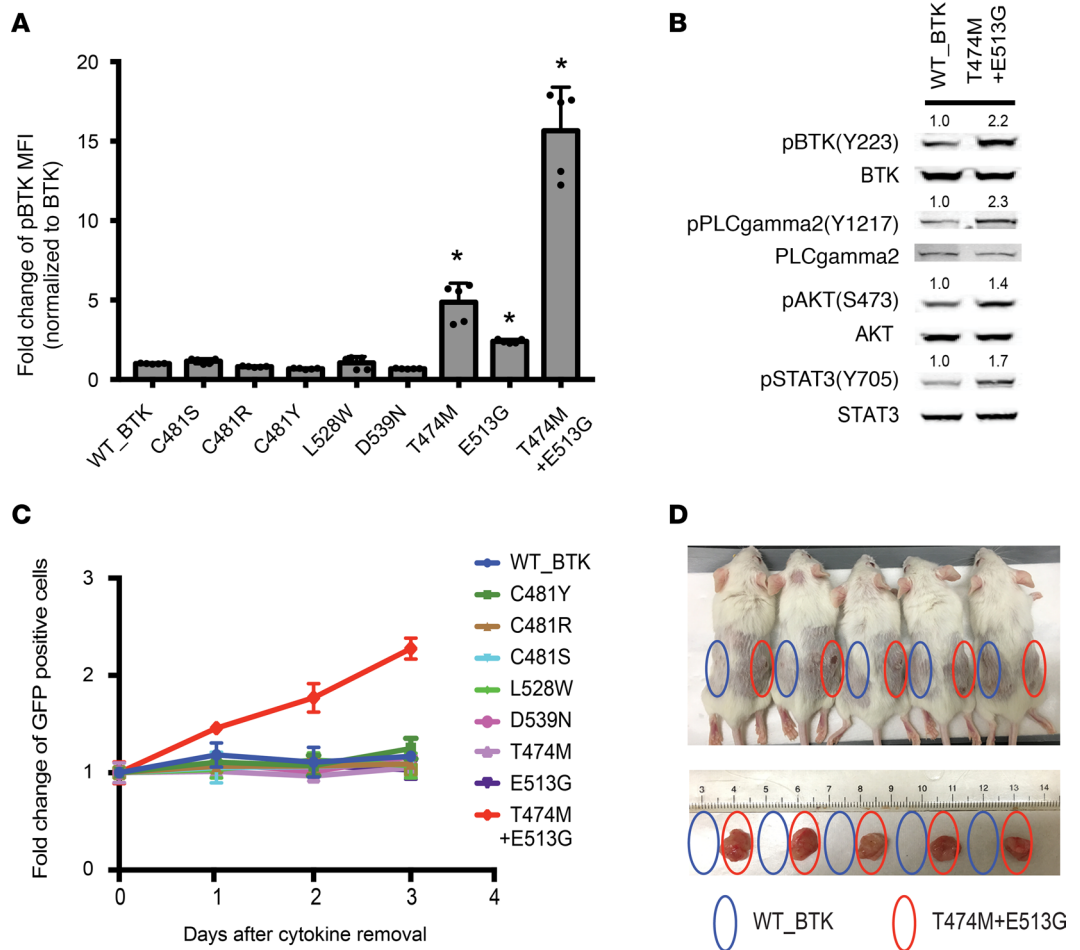 A
Fold change of pBTK MFI
(normalized to BTK)
20
15
10
5
0
*
*
*
WT_BTK
C481S
C481R
C481Y
L528W
D539N
T474M
E513G
T474M
+E513G
B
WT_BTK
T474M
+E513G
1.0 2.2
pBTK(Y223)
BTK
1.0 2.3
pPLCgamma2(Y1217)
PLCgamma2
1.0 1.4
pAKT(S473)
AKT
1.0 1.7
pSTAT3(Y705)
STAT3
C
Fold change of GFP positive cells
3
2
1
0
0 1 2 3 4
Days after cytokine removal
WT_BTK
C481Y
C481R
C481S
L528W
D539N
T474M
E513G
T474M
+E513G
D
3 4 5 6 7 8 9 10 11 12 13 14
WT_BTK T474M+E513G